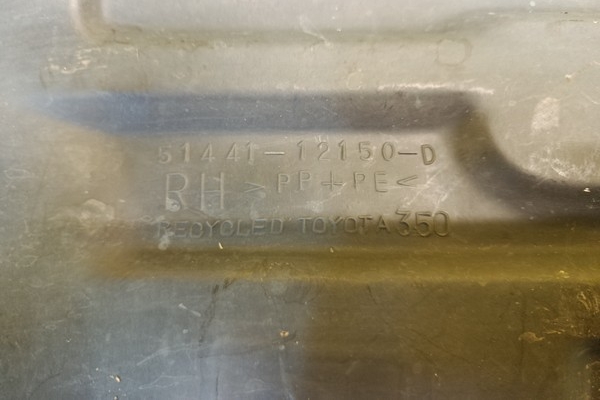 51441-12150-D
RH >PP+PE<
RECYCLED TOYOTA 350